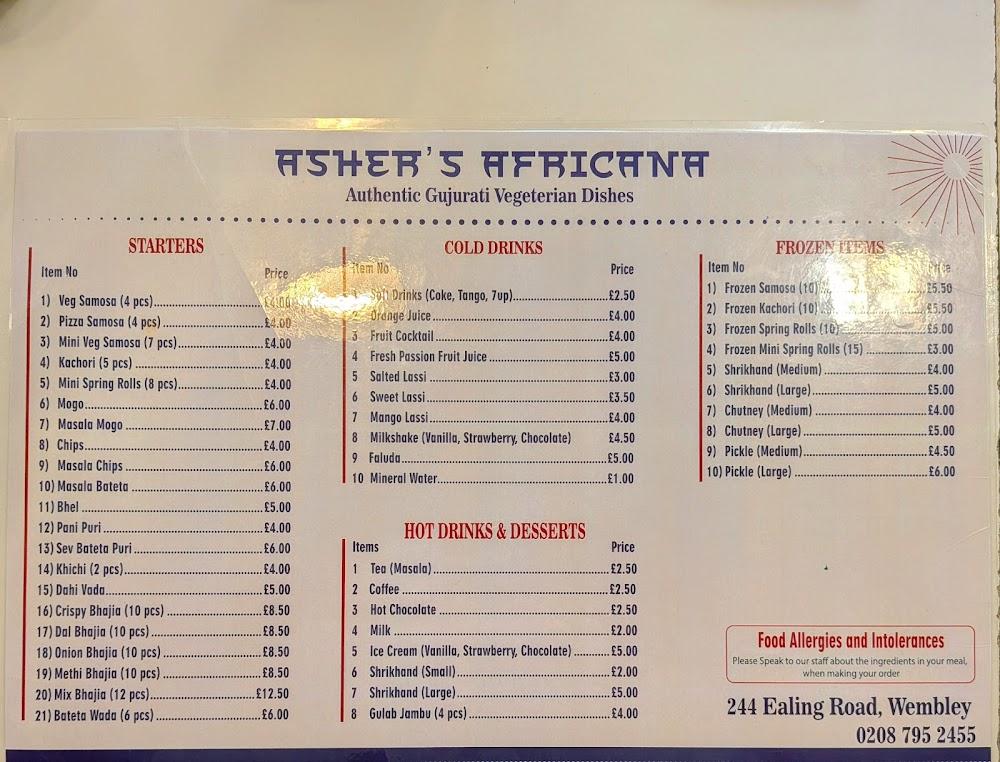 ASHER'S AFRICANA
Authentic Gujurati Vegeterian Dishes
STARTERS
Item No Price
1) Veg Samosa (4 pcs)..........£4.00
2) Pizza Samosa (4 pcs)..........£4.00
3) Mini Veg Samosa (7 pcs)..........£4.00
4) Kachori (5 pcs)..........£4.00
5) Mini Spring Rolls (8 pcs)..........£4.00
6) Mogo..........£6.00
7) Masala Mogo..........£7.00
8) Chips..........£4.00
9) Masala Chips..........£6.00
10) Masala Bateta..........£6.00
11) Bhel..........£5.00
12) Pani Puri..........£4.00
13) Sev Bateta Puri..........£6.00
14) Khichi (2 pcs)..........£4.00
15) Dahi Vada..........£5.00
16) Crispy Bhajia (10 pcs)..........£8.50
17) Dal Bhajia (10 pcs)..........£8.50
18) Onion Bhajia (10 pcs)..........£8.50
19) Methi Bhajia (10 pcs)..........£8.50
20) Mix Bhajia (12 pcs)..........£12.50
21) Bateta Wada (6 pcs)..........£6.00
COLD DRINKS
Item No Price
Drinks (Coke, Tango, 7up)..........£2.50
2 Orange Juice..........£4.00
3 Fruit Cocktail..........£4.00
4 Fresh Passion Fruit Juice..........£5.00
5 Salted Lassi..........£3.00
6 Sweet Lassi..........£3.50
7 Mango Lassi..........£4.00
8 Milkshake (Vanilla, Strawberry, Chocolate) £4.50
9 Faluda..........£5.00
10 Mineral Water..........£1.00
HOT DRINKS & DESSERTS
Items Price
1 Tea (Masala)..........£2.50
2 Coffee..........£2.50
3 Hot Chocolate..........£2.50
4 Milk..........£2.00
5 Ice Cream (Vanilla, Strawberry, Chocolate)..........£5.00
6 Shrikhand (Small)..........£2.00
7 Shrikhand (Large)..........£5.00
8 Gulab Jambu (4 pcs)..........£4.00
FROZEN ITEMS
Item No Price
1) Frozen Samosa (10)..........£5.50
2) Frozen Kachori (10)..........£5.50
3) Frozen Spring Rolls (10)..........£6.00
4) Frozen Mini Spring Rolls (15)..........£3.00
5) Shrikhand (Medium)..........£4.00
6) Shrikhand (Large)..........£5.00
7) Chutney (Medium)..........£4.00
8) Chutney (Large)..........£5.00
9) Pickle (Medium)..........£4.50
10) Pickle (Large)..........£6.00
Food Allergies and Intolerances
Please Speak to our staff about the ingredients in your meal,
when making your order
244 Ealing Road, Wembley
0208 795 2455